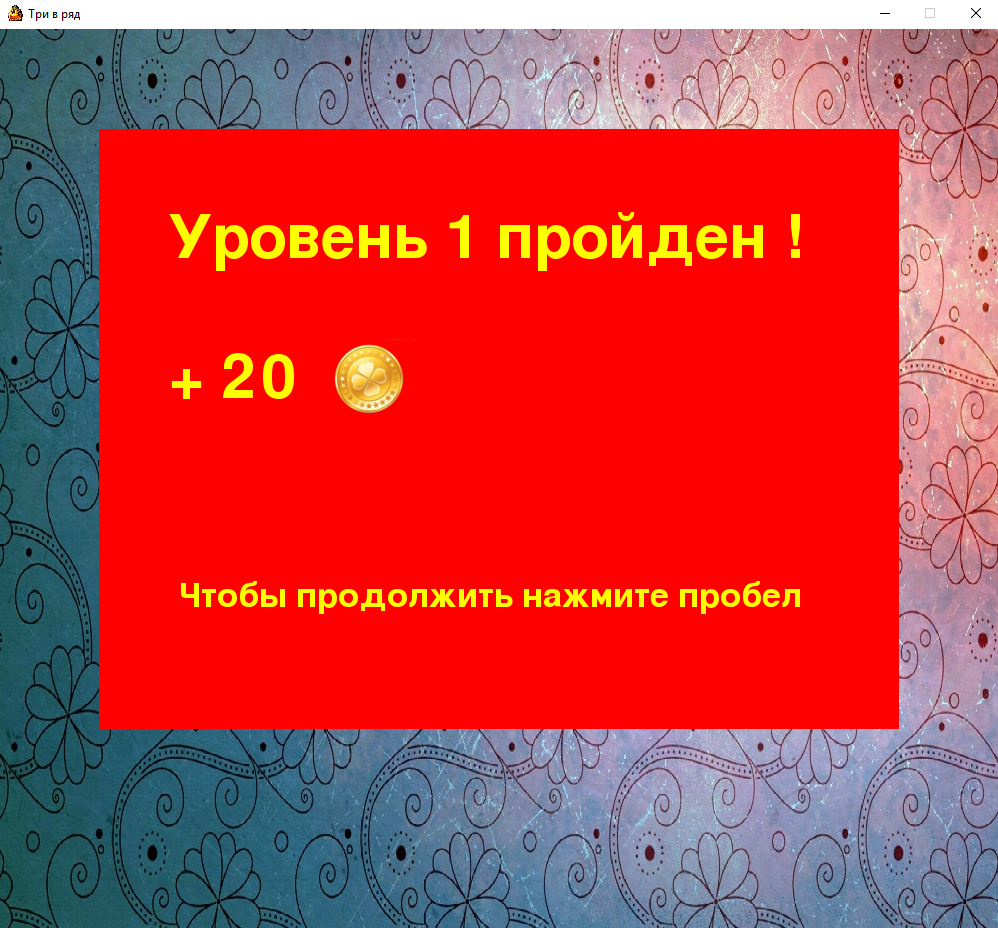 Три в ряд
Уровень 1 пройден !
+ 20
Чтобы продолжить нажмите пробел